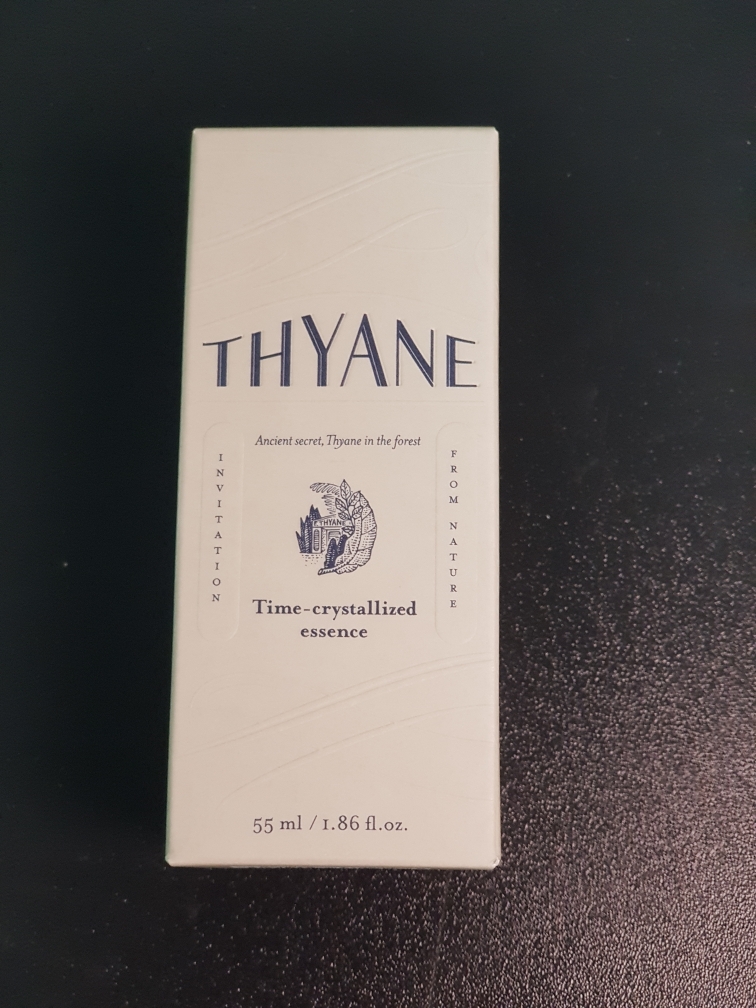 THYANE
Ancient secret, Thyane in the forest
INVITATION
FROM NATURE
THYANE
Time-crystallized
essence
55 ml / 1.86 fl.oz.